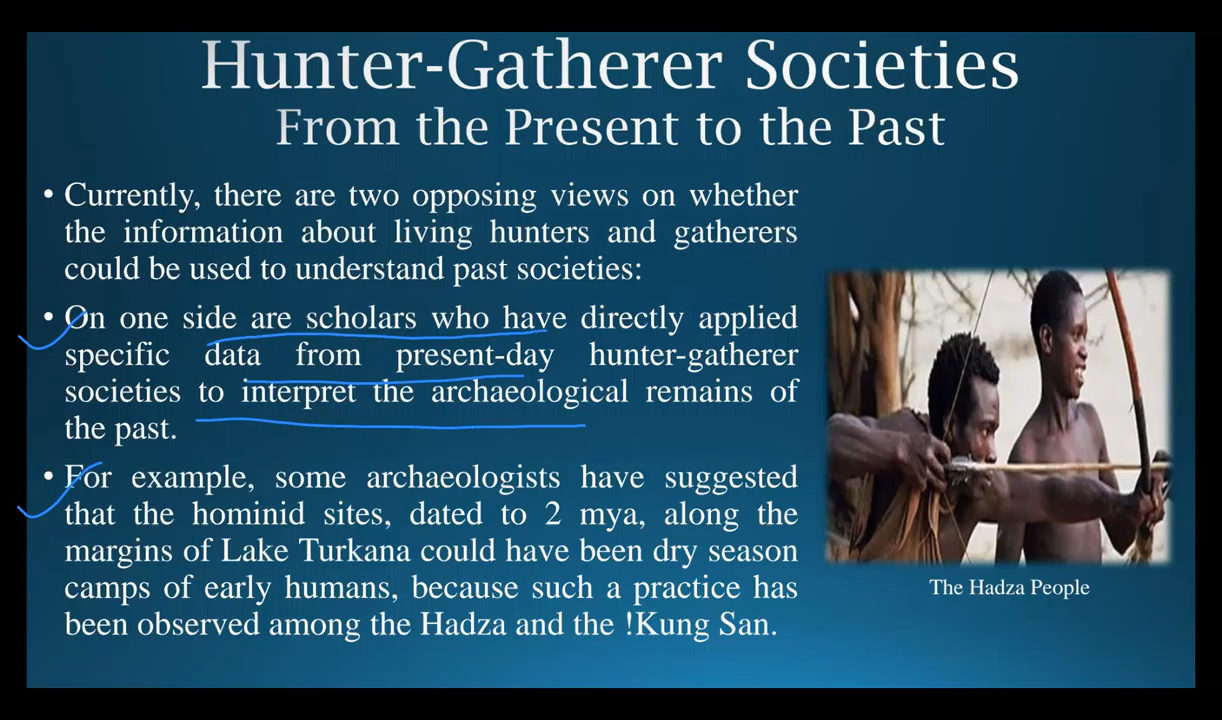 Hunter-Gatherer Societies
From the Present to the Past
• Currently, there are two opposing views on whether
the information about living hunters and gatherers
could be used to understand past societies:
• On one side are scholars who have directly applied
specific data from present-day hunter-gatherer
societies to interpret the archaeological remains of
the past.
• For example, some archaeologists have suggested
that the hominid sites, dated to 2 mya, along the
margins of Lake Turkana could have been dry season
camps of early humans, because such a practice has
been observed among the Hadza and the !Kung San.
The Hadza People